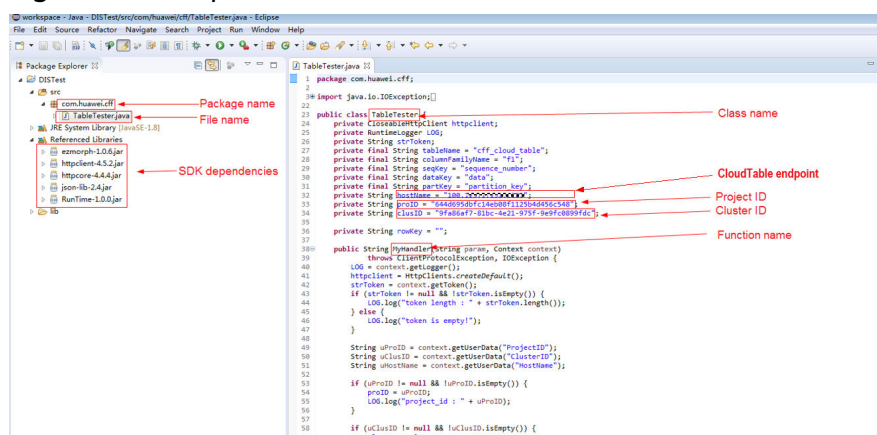 workspace - Java - DISTest/src/com/huawei/cff/TableTester.java - Eclipse
File Edit Source Refactor Navigate Search Project Run Window Help
Package Explorer
DISTest
src
com.huawei.cff
Package name
TableTester.java
File name
JRE System Library [JavaSE-1.8]
Referenced Libraries
ezmorph-1.0.6.jar
httpclient-4.5.2.jar
httpcore-4.4.4.jar
SDK dependencies
json-lib-2.4.jar
RunTime-1.0.0.jar
lib
TableTester.java
1 package com.huawei.cff;
2
3 import java.io.IOException;
22
23 public class TableTester {
Class name
24 private CloseableHttpClient httpclient;
25 private RuntimeLogger LOG;
26 private String strToken;
27 private final String tableName = "cff_cloud_table";
28 private final String columnFamilyName = "f1";
29 private final String seqKey = "sequence_number";
30 private final String dataKey = "data";
31 private final String partKey = "partition_key";
CloudTable endpoint
32 private String hostName = "100.
33 private String proID = "644d695dbfc14eb08f1125b4d456c548";
Project ID
34 private String clusID = "9fa86af7-81bc-4e21-975f-9e9fc0899fdc";
Cluster ID
35
36 private String rowKey = "";
37
Function name
38 public String MyHandler(String param, Context context)
39 throws ClientProtocolException, IOException {
40 LOG = context.getLogger();
41 httpclient = HttpClients.createDefault();
42 strToken = context.getToken();
43 if (strToken != null && !strToken.isEmpty()) {
44 LOG.log("token length : " + strToken.length());
45 } else {
46 LOG.log("token is empty!");
47 }
48
49 String uProID = context.getUserData("ProjectID");
50 String uClusID = context.getUserData("ClusterID");
51 String uHostName = context.getUserData("HostName");
52
53 if (uProID != null && !uProID.isEmpty()) {
54 proID = uProID;
55 LOG.log("project_id : " + uProID);
56 }
57
58 if (uClusID != null && !uClusID.isEmpty()) {